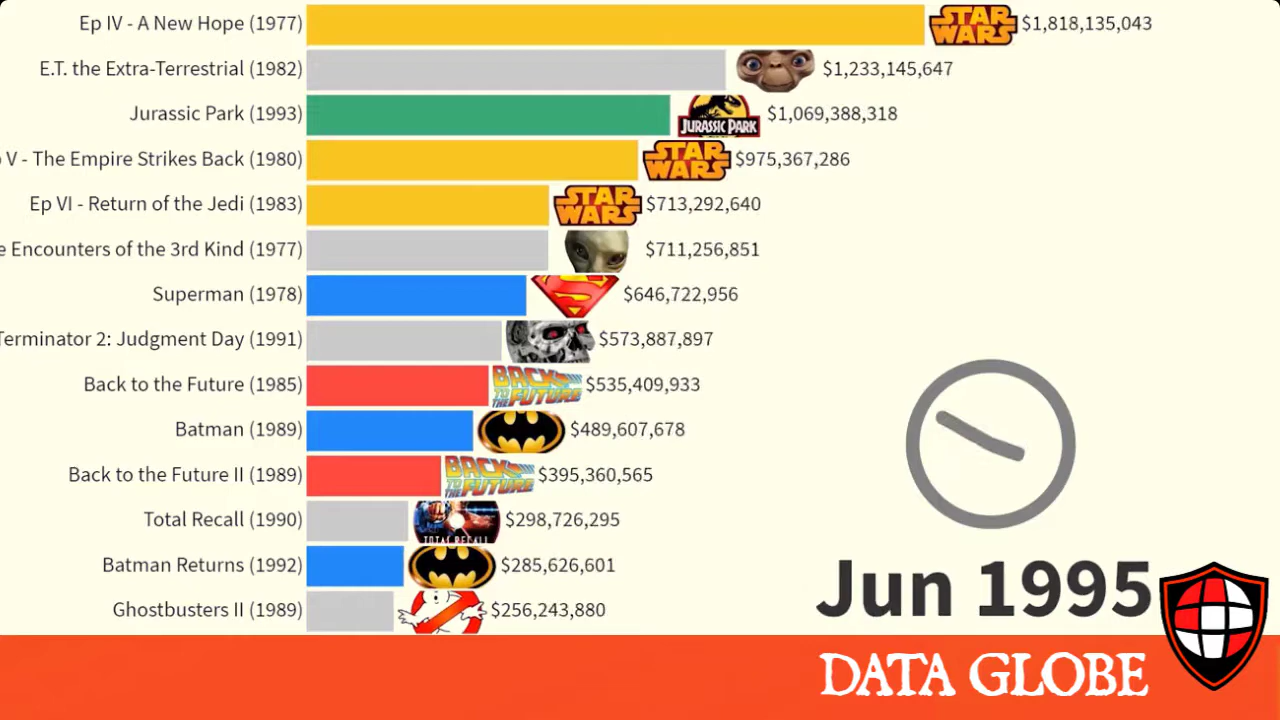 Ep IV - A New Hope (1977) STAR WARS $1,818,135,043
E.T. the Extra-Terrestrial (1982) $1,233,145,647
Jurassic Park (1993) JURASSIC PARK $1,069,388,318
V - The Empire Strikes Back (1980) STAR WARS $975,367,286
Ep VI - Return of the Jedi (1983) STAR WARS $713,292,640
Encounters of the 3rd Kind (1977) $711,256,851
Superman (1978) $646,722,956
Terminator 2: Judgment Day (1991) $573,887,897
Back to the Future (1985) BACK TO THE FUTURE $535,409,933
Batman (1989) $489,607,678
Back to the Future II (1989) BACK TO THE FUTURE $395,360,565
Total Recall (1990) TOTAL RECALL $298,726,295
Batman Returns (1992) $285,626,601
Ghostbusters II (1989) $256,243,880
Jun 1995
DATA GLOBE